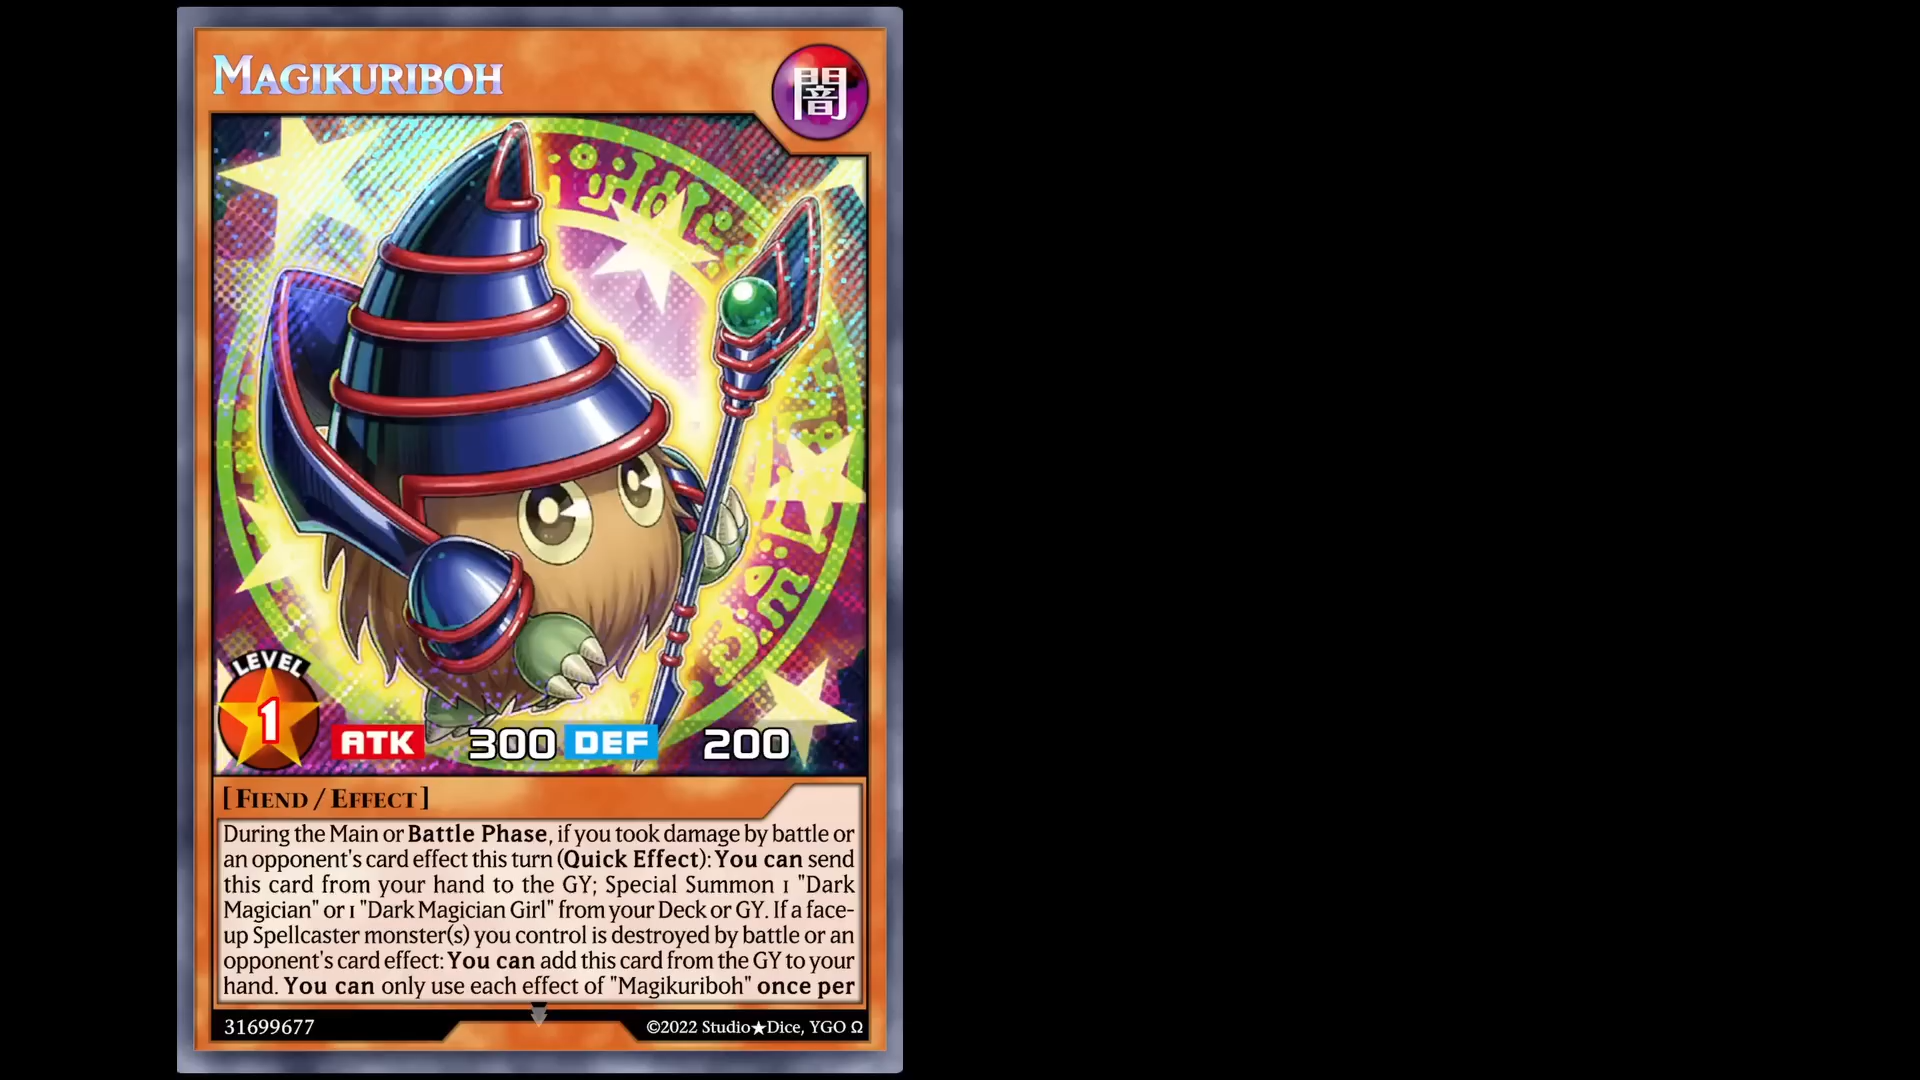 MAGIKURIBOH
闇
LEVEL
1
ATK 300 DEF 200
[FIEND / EFFECT]
During the Main or Battle Phase, if you took damage by battle or
an opponent's card effect this turn (Quick Effect): You can send
this card from your hand to the GY; Special Summon 1 "Dark
Magician" or 1 "Dark Magician Girl" from your Deck or GY. If a face-
up Spellcaster monster(s) you control is destroyed by battle or an
opponent's card effect: You can add this card from the GY to your
hand. You can only use each effect of "Magikuriboh" once per
31699677
©2022 Studio★Dice, YGO Ω